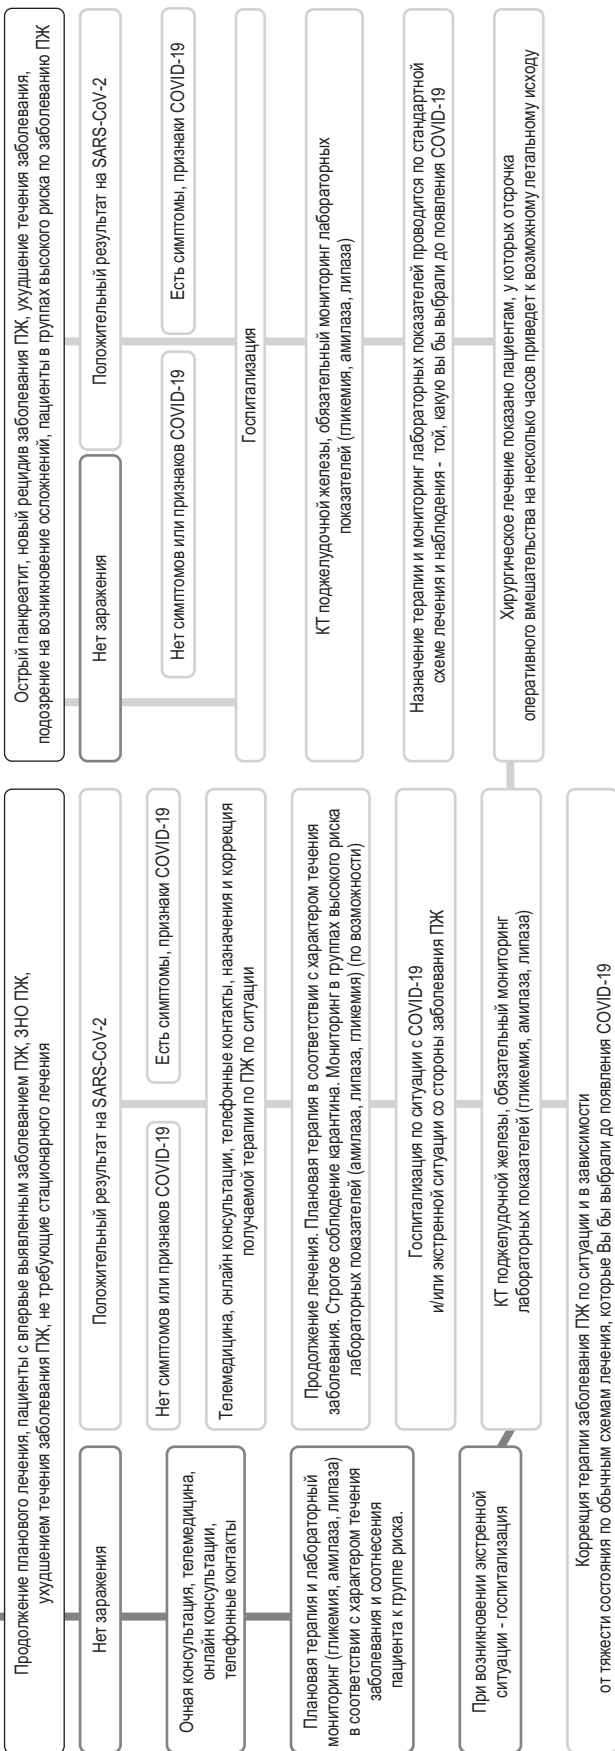 Продолжение планового лечения, пациенты с впервые выявленным заболеванием ПЖ, ЗНО ПЖ,
ухудшением течения заболевания ПЖ, не требующие стационарного лечения
Нет заражения
Положительный результат на SARS-CoV-2
Нет симптомов или признаков COVID-19
Есть симптомы, признаки COVID-19
Очная консультация, телемедицина,
онлайн консультации,
телефонные контакты
Телемедицина, онлайн консультации, телефонные контакты, назначения и коррекция
получаемой терапии по ПЖ по ситуации
Плановая терапия и лабораторный
мониторинг (гликемия, амилаза, липаза)
в соответствии с характером течения
заболевания и соотнесения
пациента к группе риска.
Продолжение лечения. Плановая терапия в соответствии с характером течения
заболевания. Строгое соблюдение карантина. Мониторинг в группах высокого риска
лабораторных показателей (амилаза, липаза, гликемия) (по возможности)
Госпитализация по ситуации с COVID-19
и/или экстренной ситуации со стороны заболевания ПЖ
При возникновении экстренной
ситуации - госпитализация
КТ поджелудочной железы, обязательный мониторинг
лабораторных показателей (гликемия, амилаза, липаза)
Коррекция терапии заболевания ПЖ по ситуации и в зависимости
от тяжести состояния по обычным схемам лечения, которые Вы бы выбрали до появления COVID-19
Острый панкреатит, новый рецидив заболевания ПЖ, ухудшение течения заболевания,
подозрение на возникновение осложнений, пациенты в группах высокого риска по заболеванию ПЖ
Нет заражения
Положительный результат на SARS-CoV-2
Нет симптомов или признаков COVID-19
Есть симптомы, признаки COVID-19
Госпитализация
КТ поджелудочной железы, обязательный мониторинг лабораторных
показателей (гликемия, амилаза, липаза)
Назначение терапии и мониторинг лабораторных показателей проводится по стандартной
схеме лечения и наблюдения - той, какую вы бы выбрали до появления COVID-19
Хирургическое лечение показано пациентам, у которых отсрочка
оперативного вмешательства на несколько часов приведет к возможному летальному исходу